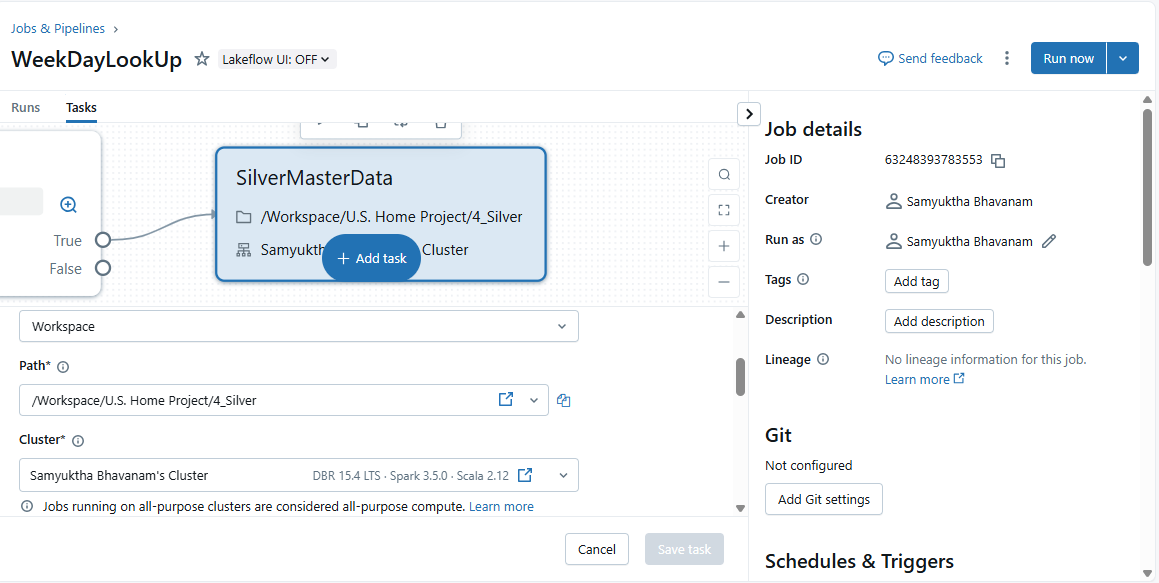 Jobs & Pipelines
WeekDayLookUp Lakeflow UI: OFF
Send feedback
Run now
Runs Tasks
True
False
SilverMasterData
/Workspace/U.S. Home Project/4_Silver
Samyukth Cluster
+ Add task
Workspace
Path*
/Workspace/U.S. Home Project/4_Silver
Cluster*
Samyuktha Bhavanam's Cluster DBR 15.4 LTS · Spark 3.5.0 · Scala 2.12
Jobs running on all-purpose clusters are considered all-purpose compute. Learn more
Cancel Save task
Job details
Job ID 63248393783553
Creator Samyuktha Bhavanam
Run as Samyuktha Bhavanam
Tags Add tag
Description Add description
Lineage No lineage information for this job.
Learn more
Git
Not configured
Add Git settings
Schedules & Triggers